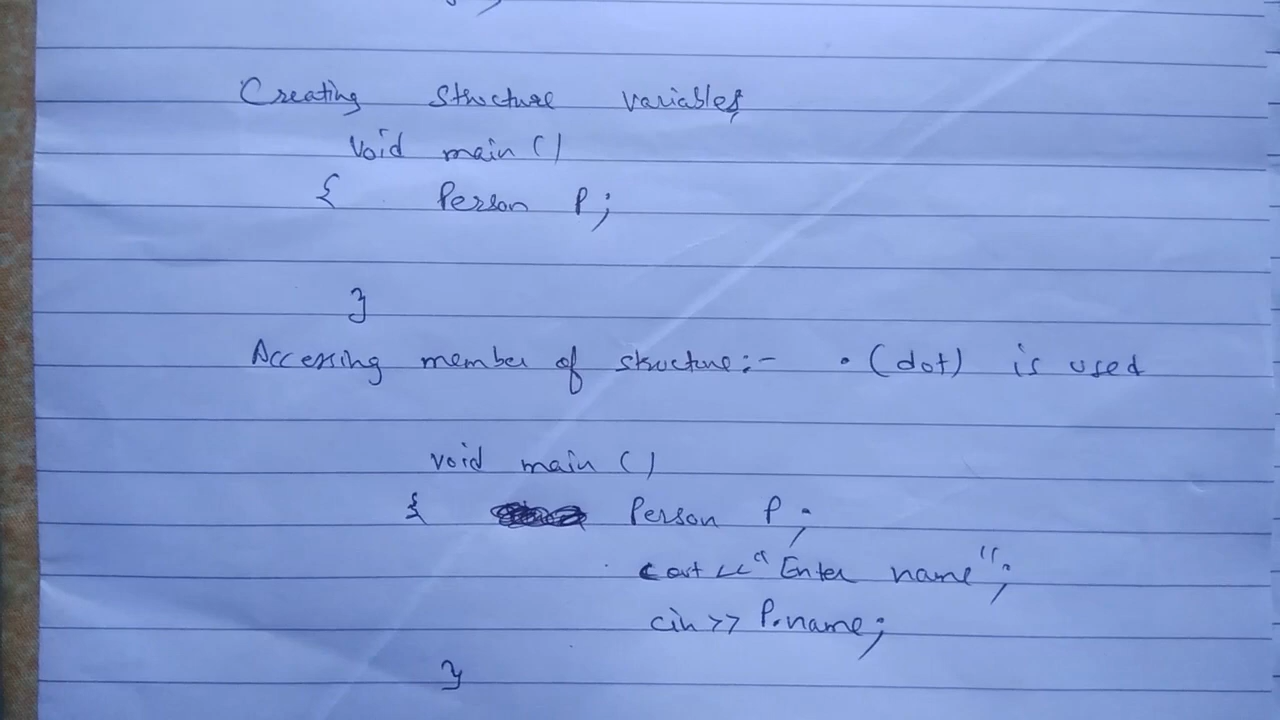 Creating Structure variables
void main ()
{ Person P;
}
Accessing member of structure:- . (dot) is used
void main ()
{ Person P;
cout << "Enter name";
cin >> P.name;
}